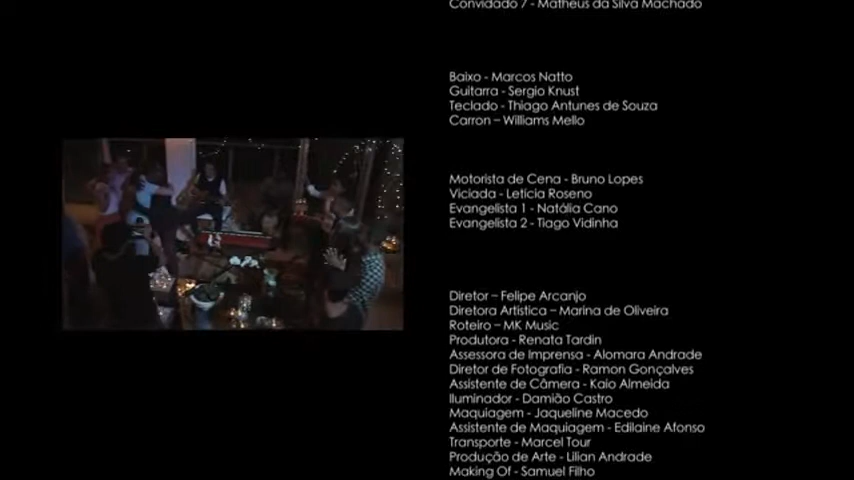 Convidado 7 - Matheus da Silva Machado
Baixo - Marcos Natto
Guitarra - Sergio Knust
Teclado - Thiago Antunes de Souza
Carron – Williams Mello
Motorista de Cena - Bruno Lopes
Viciada - Letícia Roseno
Evangelista 1 - Natália Cano
Evangelista 2 - Tiago Vidinha
Diretor – Felipe Arcanjo
Diretora Artística – Marina de Oliveira
Roteiro – MK Music
Produtora - Renata Tardin
Assessora de Imprensa - Alomara Andrade
Diretor de Fotografia - Ramon Gonçalves
Assistente de Câmera - Kaio Almeida
Iluminador - Damião Castro
Maquiagem - Jaqueline Macedo
Assistente de Maquiagem - Edilaine Afonso
Transporte - Marcel Tour
Produção de Arte - Lilian Andrade
Making Of - Samuel Filho